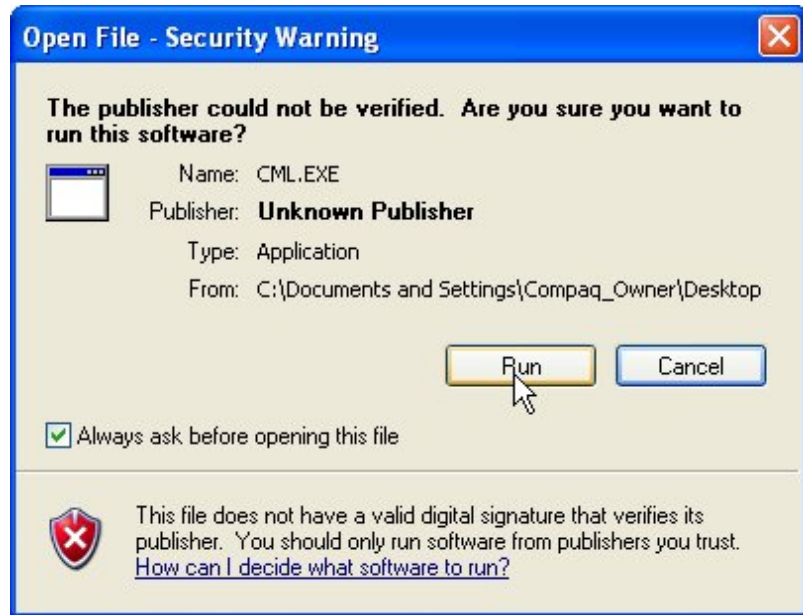 Open File - Security Warning
The publisher could not be verified.  Are you sure you want to
run this software?
Name: CML.EXE
Publisher: Unknown Publisher
Type: Application
From: C:\Documents and Settings\Compaq_Owner\Desktop
Run Cancel
Always ask before opening this file
This file does not have a valid digital signature that verifies its
publisher.  You should only run software from publishers you trust.
How can I decide what software to run?